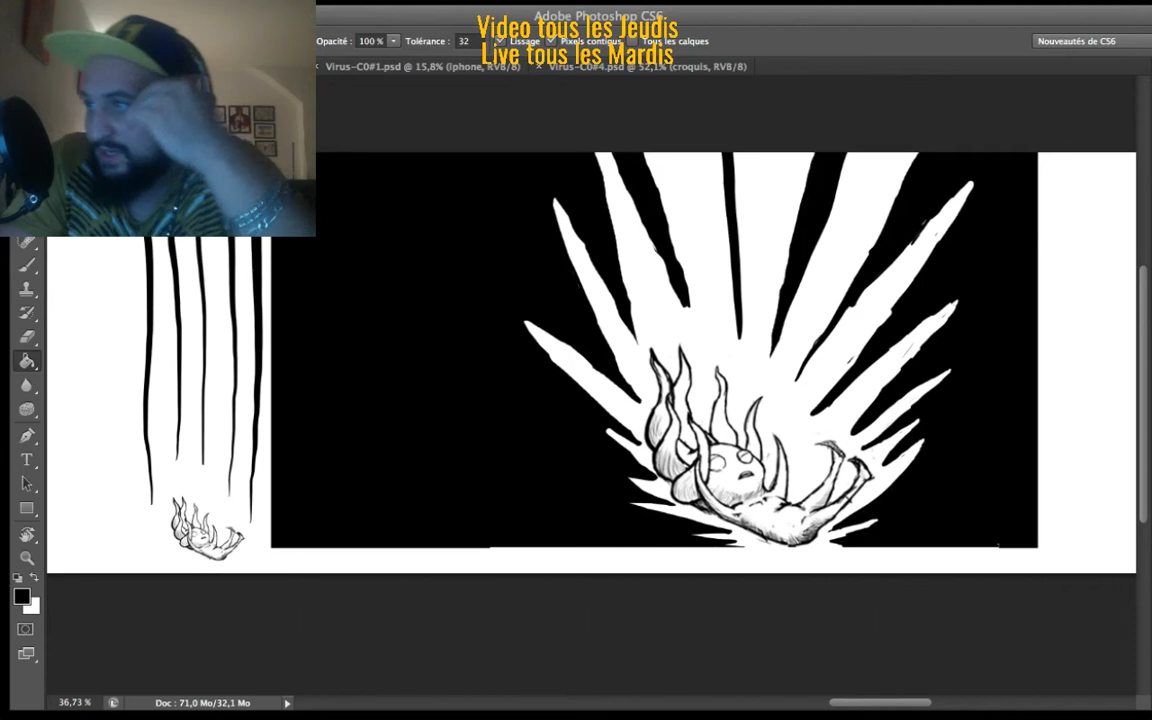 Adobe Photoshop CS6
Video tous les Jeudis
Live tous les Mardis
Opacité : 100 % Tolérance : 32 Lissage Pixels contigus Tous les calques Nouveautés de CS6
Virus-C0#1.psd @ 15,8% (iphone, RVB/8) Virus-C0#4.psd @ 52,1% (croquis, RVB/8)
36,73 % Doc : 71,0 Mo/32,1 Mo